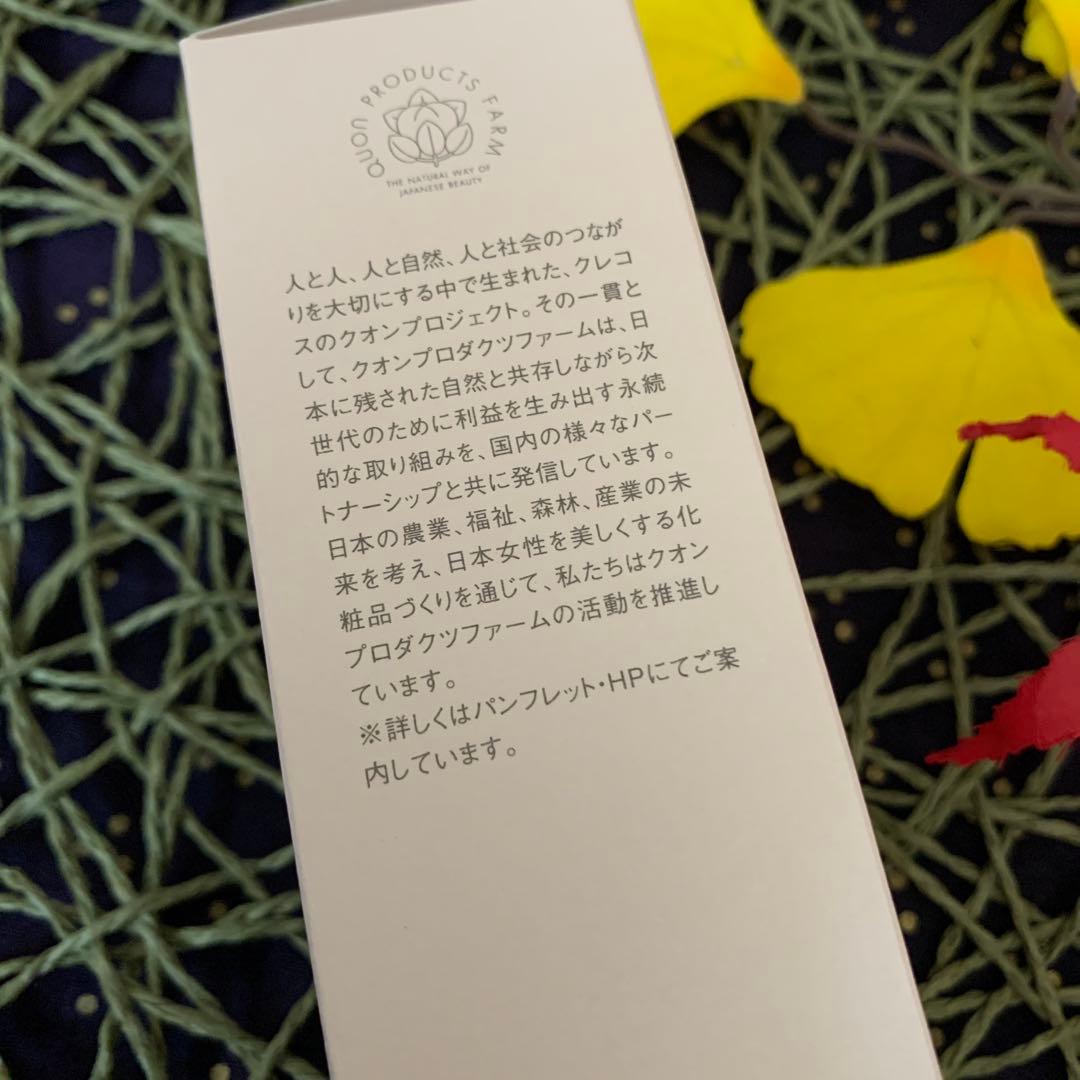 QUON PRODUCTS FARM
THE NATURAL WAY OF
JAPANESE BEAUTY
人と人、人と自然、人と社会のつなが
りを大切にする中で生まれた、クレコ
スのクオンプロジェクト。その一貫と
して、クオンプロダクツファームは、日
本に残された自然と共存しながら次
世代のために利益を生み出す永続
的な取り組みを、国内の様々なパー
トナーシップと共に発信しています。
日本の農業、福祉、森林、産業の未
来を考え、日本女性を美しくする化
粧品づくりを通じて、私たちはクオン
プロダクツファームの活動を推進し
ています。
※詳しくはパンフレット・HPにてご案
内しています。